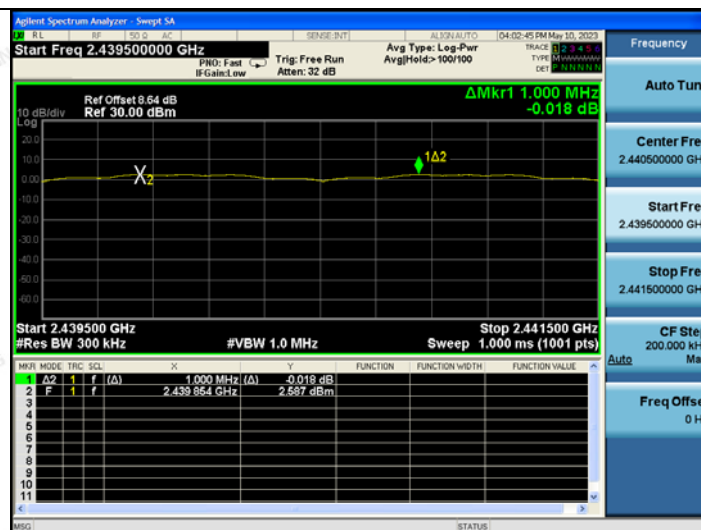 Agilent Spectrum Analyzer - Swept SA
RL RF 50 Ω AC SENSE:INT ALIGN AUTO 04:02:45 PM May 10, 2023
Start Freq 2.439500000 GHz
PNO: Fast
IFGain:Low
Trig: Free Run
Atten: 32 dB
Avg Type: Log-Pwr
Avg|Hold:>100/100
TRACE 1 2 3 4 5 6
TYPE M
DET P N N N N N
Ref Offset 8.64 dB
Ref 30.00 dBm
10 dB/div
Log
ΔMkr1 1.000 MHz
-0.018 dB
20.0
10.0
0.00
-10.0
-20.0
-30.0
-40.0
-50.0
-60.0
X2
1Δ2
Start 2.439500 GHz
Stop 2.441500 GHz
#Res BW 300 kHz
#VBW 1.0 MHz
Sweep 1.000 ms (1001 pts)
MKR MODE TRC SCL X Y FUNCTION FUNCTION WIDTH FUNCTION VALUE
1 Δ2 1 f (Δ) 1.000 MHz (Δ) -0.018 dB
2 F 1 f 2.439 854 GHz 2.587 dBm
3
4
5
6
7
8
9
10
11
MSG
STATUS
Frequency
Auto Tun
Center Fre
2.440500000 GH
Start Fre
2.439500000 GH
Stop Fre
2.441500000 GH
CF Ste
200.000 kH
Auto Ma
Freq Offse
0 H